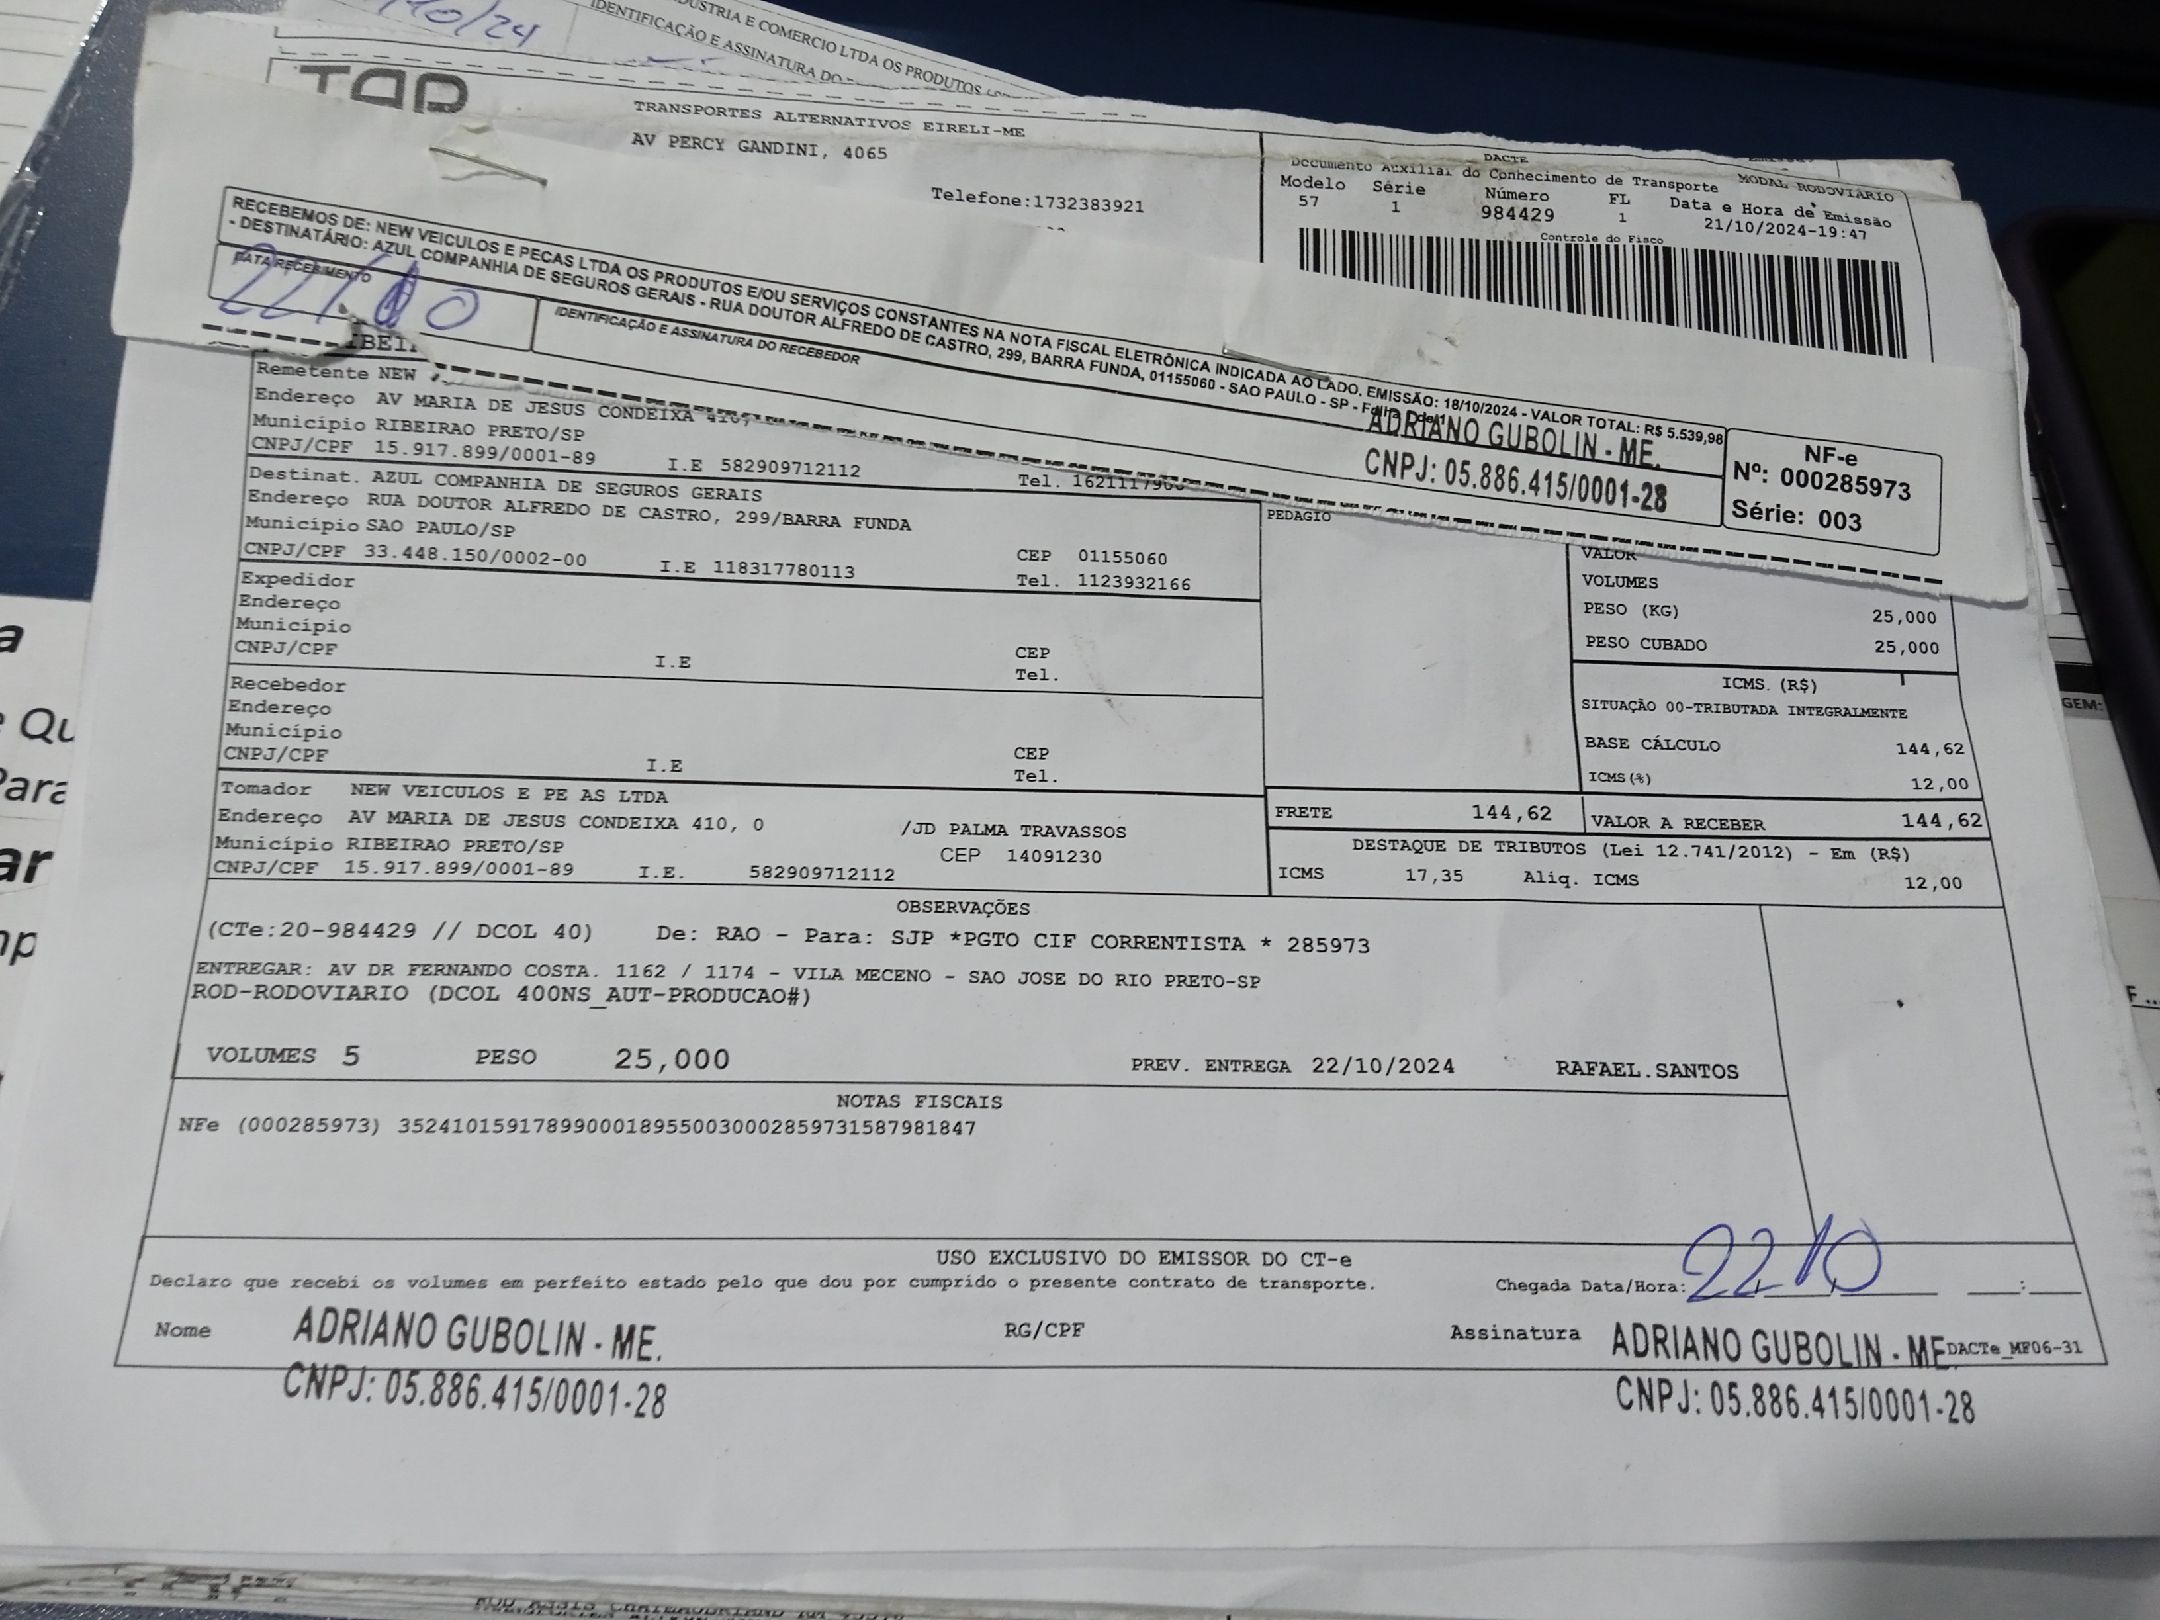 10/24
USTRIA E COMERCIO LTDA OS PRODUTOS
IDENTIFICAÇÃO E ASSINATURA DO
TRANSPORTES ALTERNATIVOS EIRELI-ME
AV PERCY GANDINI, 4065
Telefone:1732383921
DACTE
Documento Auxiliar do Conhecimento de Transporte
MODAL RODOVIÁRIO
Modelo Série Número FL Data e Hora de Emissão
57 1 984429 1 21/10/2024-19:47
Controle do Fisco
RECEBEMOS DE: NEW VEICULOS E PECAS LTDA OS PRODUTOS E/OU SERVIÇOS CONSTANTES NA NOTA FISCAL ELETRÔNICA INDICADA AO LADO. EMISSÃO: 18/10/2024 - VALOR TOTAL: R$ 5.539,98
- DESTINATÁRIO: AZUL COMPANHIA DE SEGUROS GERAIS - RUA DOUTOR ALFREDO DE CASTRO, 299, BARRA FUNDA, 01155060 - SAO PAULO - SP -
DATA RECEBIMENTO
22/10
IDENTIFICAÇÃO E ASSINATURA DO RECEBEDOR
ADRIANO GUBOLIN - ME.
CNPJ: 05.886.415/0001-28
NF-e
Nº: 000285973
Série: 003
Remetente NEW
Endereço AV MARIA DE JESUS CONDEIXA 410,
Município RIBEIRAO PRETO/SP
CNPJ/CPF 15.917.899/0001-89 I.E 582909712112 Tel.
Destinat. AZUL COMPANHIA DE SEGUROS GERAIS
Endereço RUA DOUTOR ALFREDO DE CASTRO, 299/BARRA FUNDA
Município SAO PAULO/SP CEP 01155060
CNPJ/CPF 33.448.150/0002-00 I.E 118317780113 Tel. 1123932166
Expedidor
Endereço
Município CEP
CNPJ/CPF I.E Tel.
Recebedor
Endereço
Município CEP
CNPJ/CPF I.E Tel.
Tomador NEW VEICULOS E PE AS LTDA
Endereço AV MARIA DE JESUS CONDEIXA 410, 0 /JD PALMA TRAVASSOS
Município RIBEIRAO PRETO/SP CEP 14091230
CNPJ/CPF 15.917.899/0001-89 I.E. 582909712112
PEDAGIO
VALOR
VOLUMES
PESO (KG) 25,000
PESO CUBADO 25,000
ICMS. (R$)
SITUAÇÃO 00-TRIBUTADA INTEGRALMENTE
BASE CÁLCULO 144,62
ICMS(%) 12,00
FRETE 144,62 VALOR A RECEBER 144,62
DESTAQUE DE TRIBUTOS (Lei 12.741/2012) - Em (R$)
ICMS 17,35 Aliq. ICMS 12,00
OBSERVAÇÕES
(CTe:20-984429 // DCOL 40) De: RAO - Para: SJP *PGTO CIF CORRENTISTA * 285973
ENTREGAR: AV DR FERNANDO COSTA. 1162 / 1174 - VILA MECENO - SAO JOSE DO RIO PRETO-SP
ROD-RODOVIARIO (DCOL 400NS_AUT-PRODUCAO#)
VOLUMES 5 PESO 25,000 PREV. ENTREGA 22/10/2024 RAFAEL.SANTOS
NOTAS FISCAIS
NFe (000285973) 35241015917899000189550030002859731587981847
USO EXCLUSIVO DO EMISSOR DO CT-e
Declaro que recebi os volumes em perfeito estado pelo que dou por cumprido o presente contrato de transporte.
Chegada Data/Hora: 22 10
Nome ADRIANO GUBOLIN - ME. RG/CPF Assinatura ADRIANO GUBOLIN - ME DACTe_MF06-31
CNPJ: 05.886.415/0001-28 CNPJ: 05.886.415/0001-28